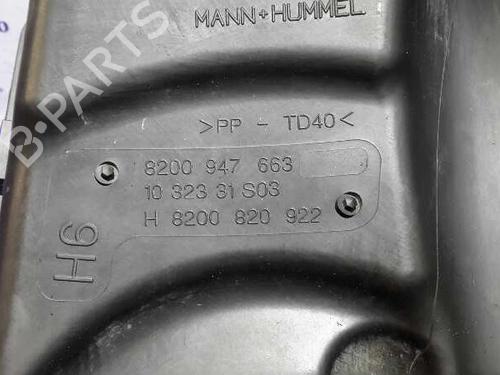 MANN+HUMMEL
>PP - TD40<
8200 947 663
10 323 31 S03
H 8200 820 922
H6
B-PARTS